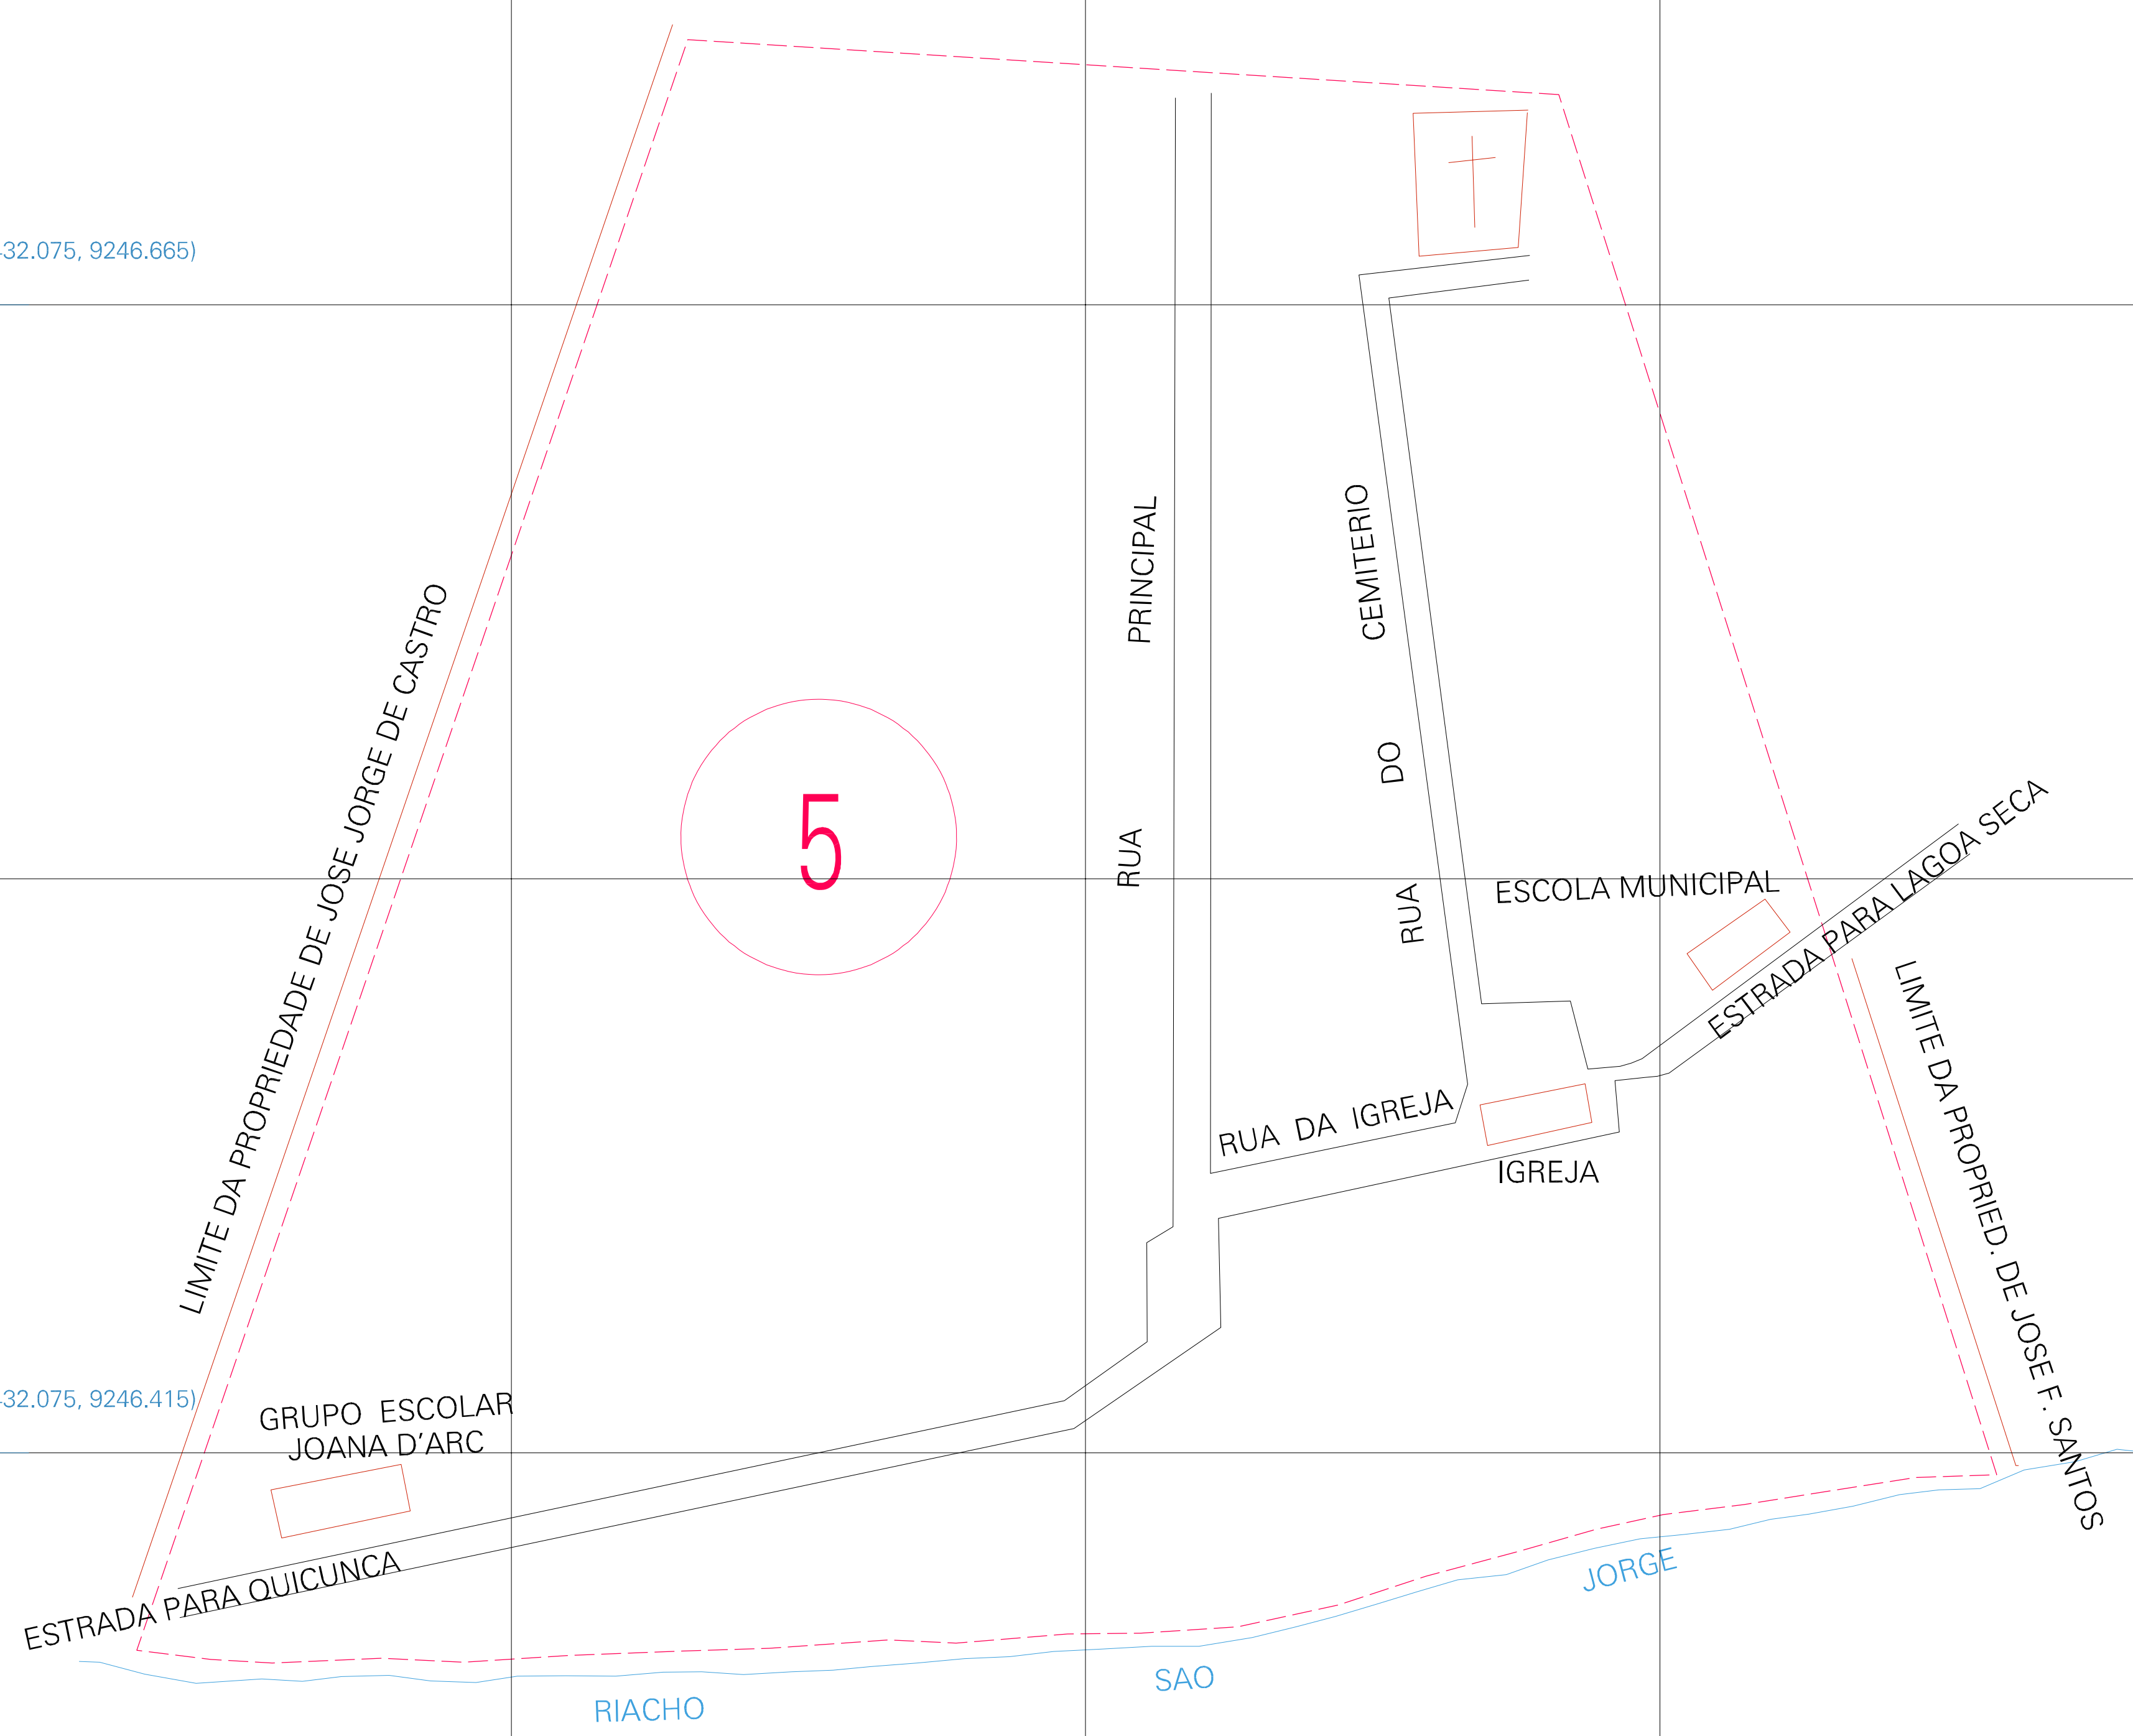 32.075, 9246.665)
LIMITE DA PROPRIEDADE DE JOSE JORGE DE CASTRO
RUA PRINCIPAL
RUA DO CEMITERIO
5
ESCOLA MUNICIPAL
ESTRADA PARA LAGOA SECA
LIMITE DA PROPRIED. DE JOSE F. SANTOS
RUA DA IGREJA
IGREJA
32.075, 9246.415)
GRUPO ESCOLAR
JOANA D'ARC
ESTRADA PARA QUICUNCA
RIACHO SAO JORGE